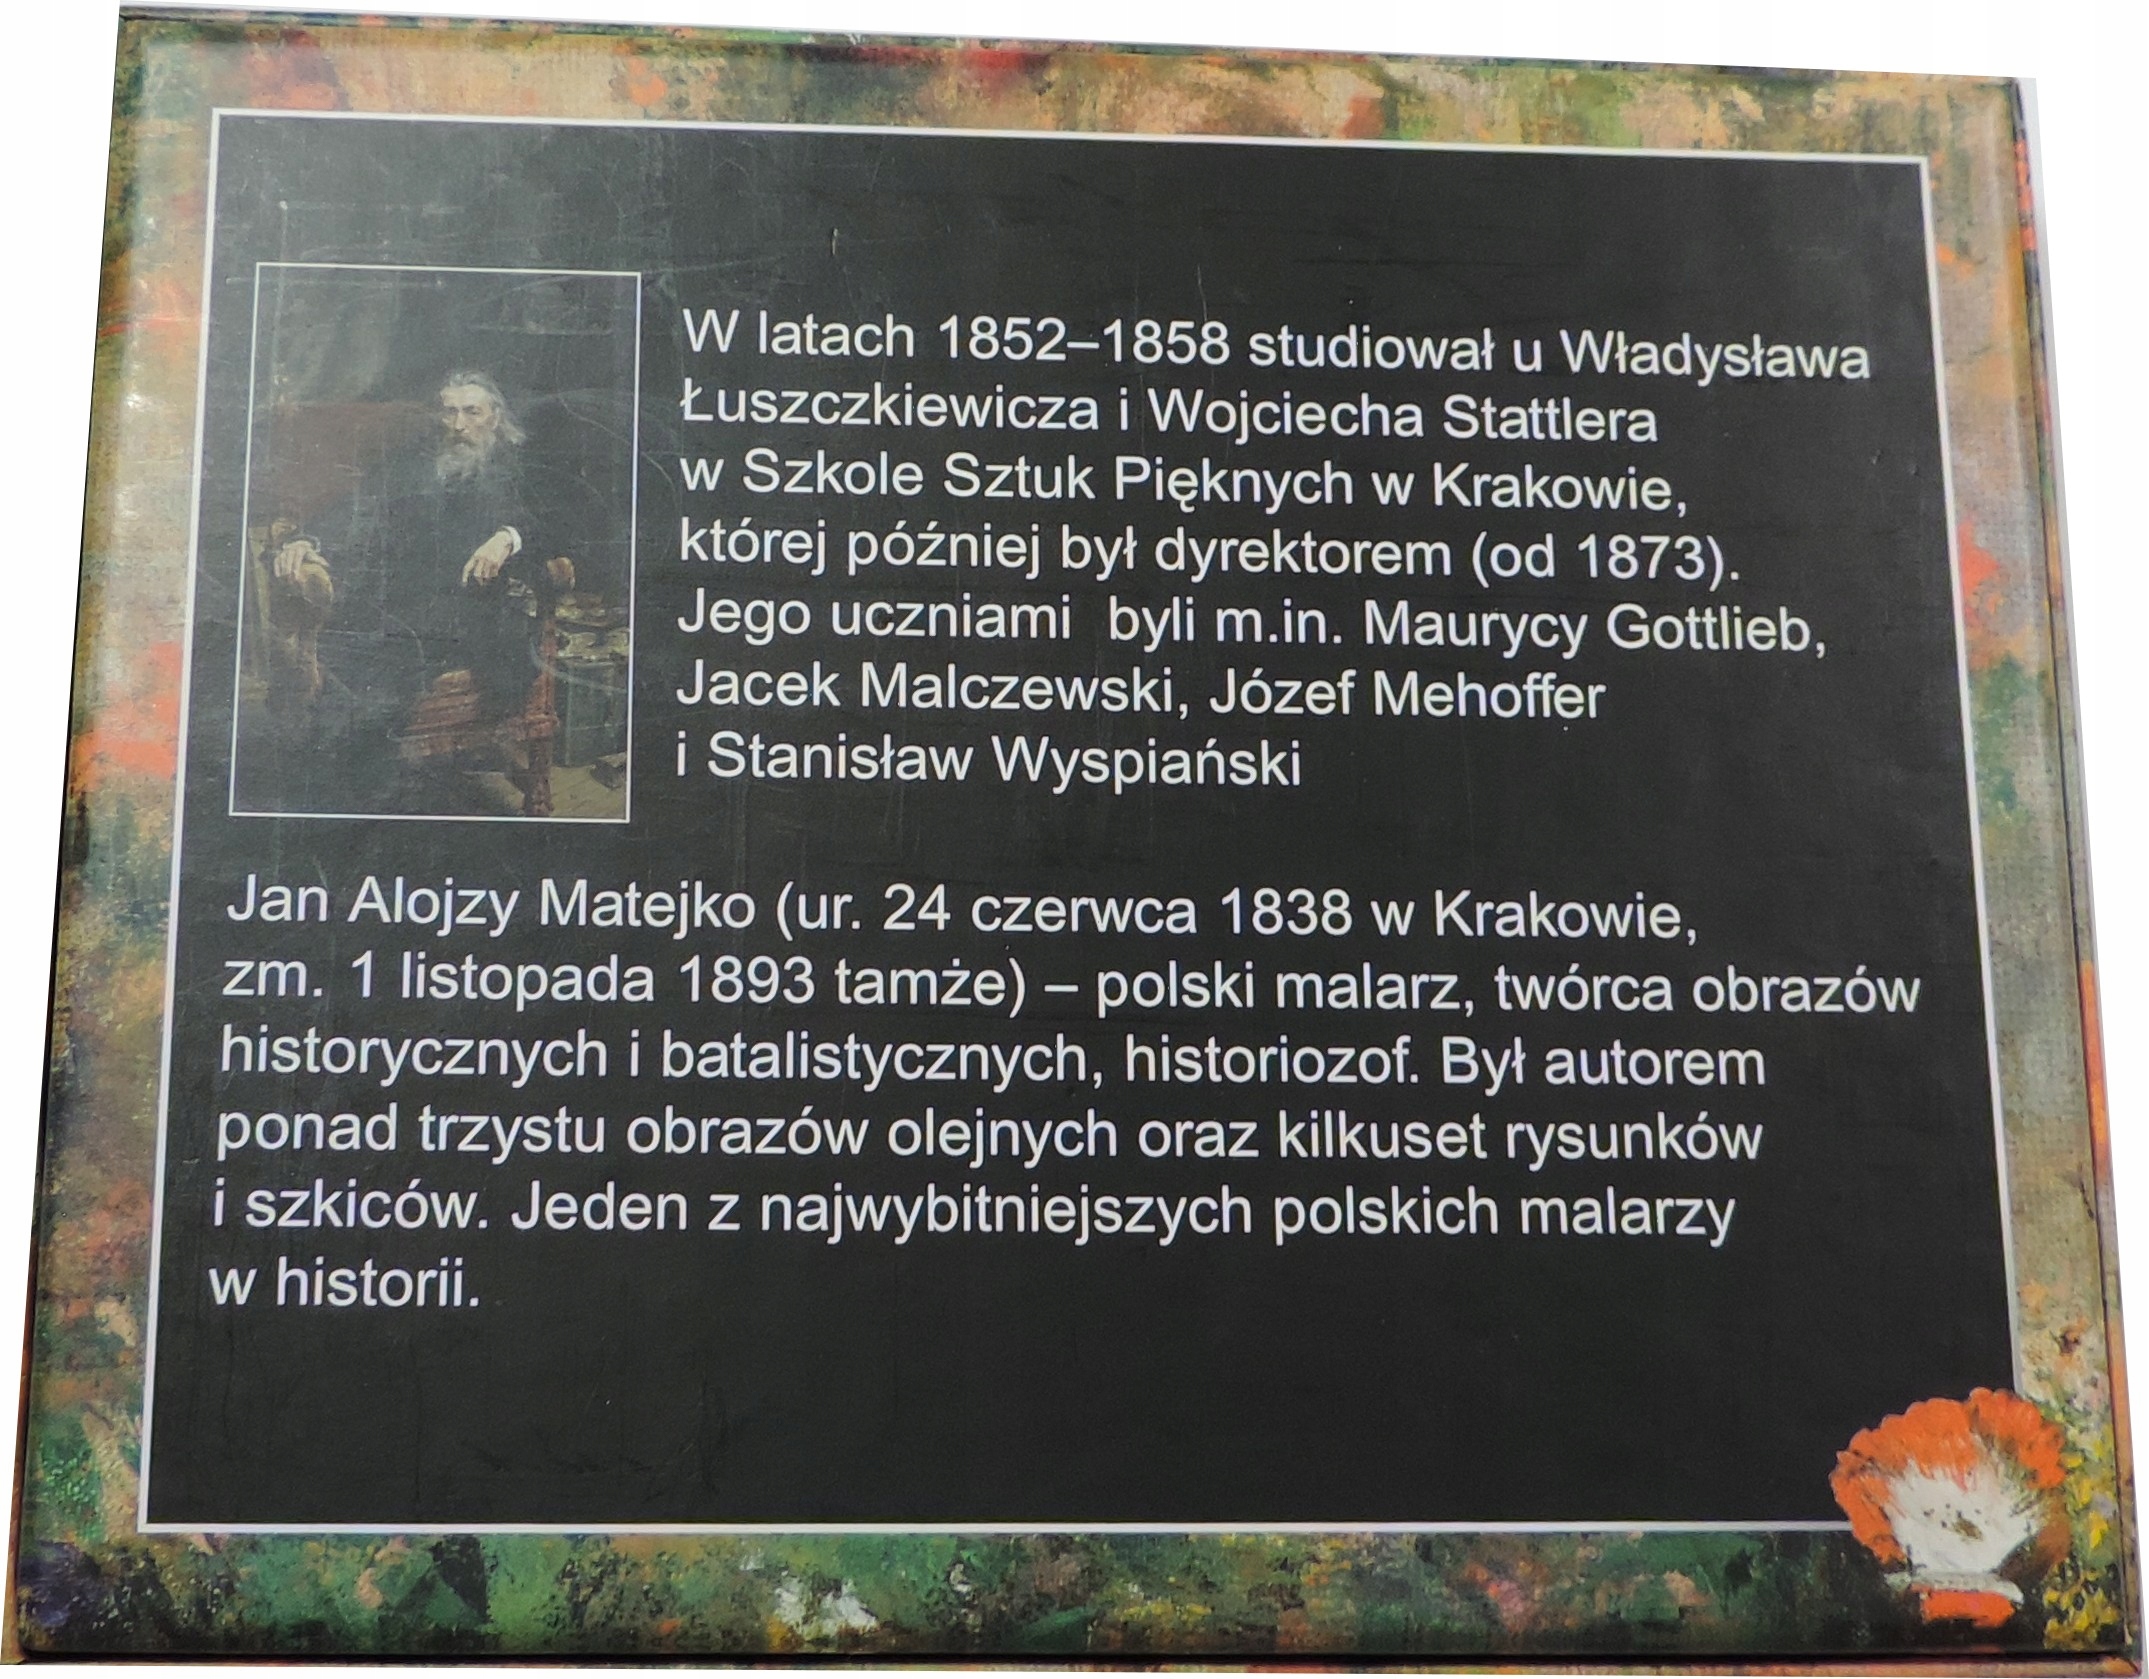 W latach 1852–1858 studiował u Władysława
Łuszczkiewicza i Wojciecha Stattlera
w Szkole Sztuk Pięknych w Krakowie,
której później był dyrektorem (od 1873).
Jego uczniami  byli m.in. Maurycy Gottlieb,
Jacek Malczewski, Józef Mehoffer
i Stanisław Wyspiański
Jan Alojzy Matejko (ur. 24 czerwca 1838 w Krakowie,
zm. 1 listopada 1893 tamże) – polski malarz, twórca obrazów
historycznych i batalistycznych, historiozof. Był autorem
ponad trzystu obrazów olejnych oraz kilkuset rysunków
i szkiców. Jeden z najwybitniejszych polskich malarzy
w historii.